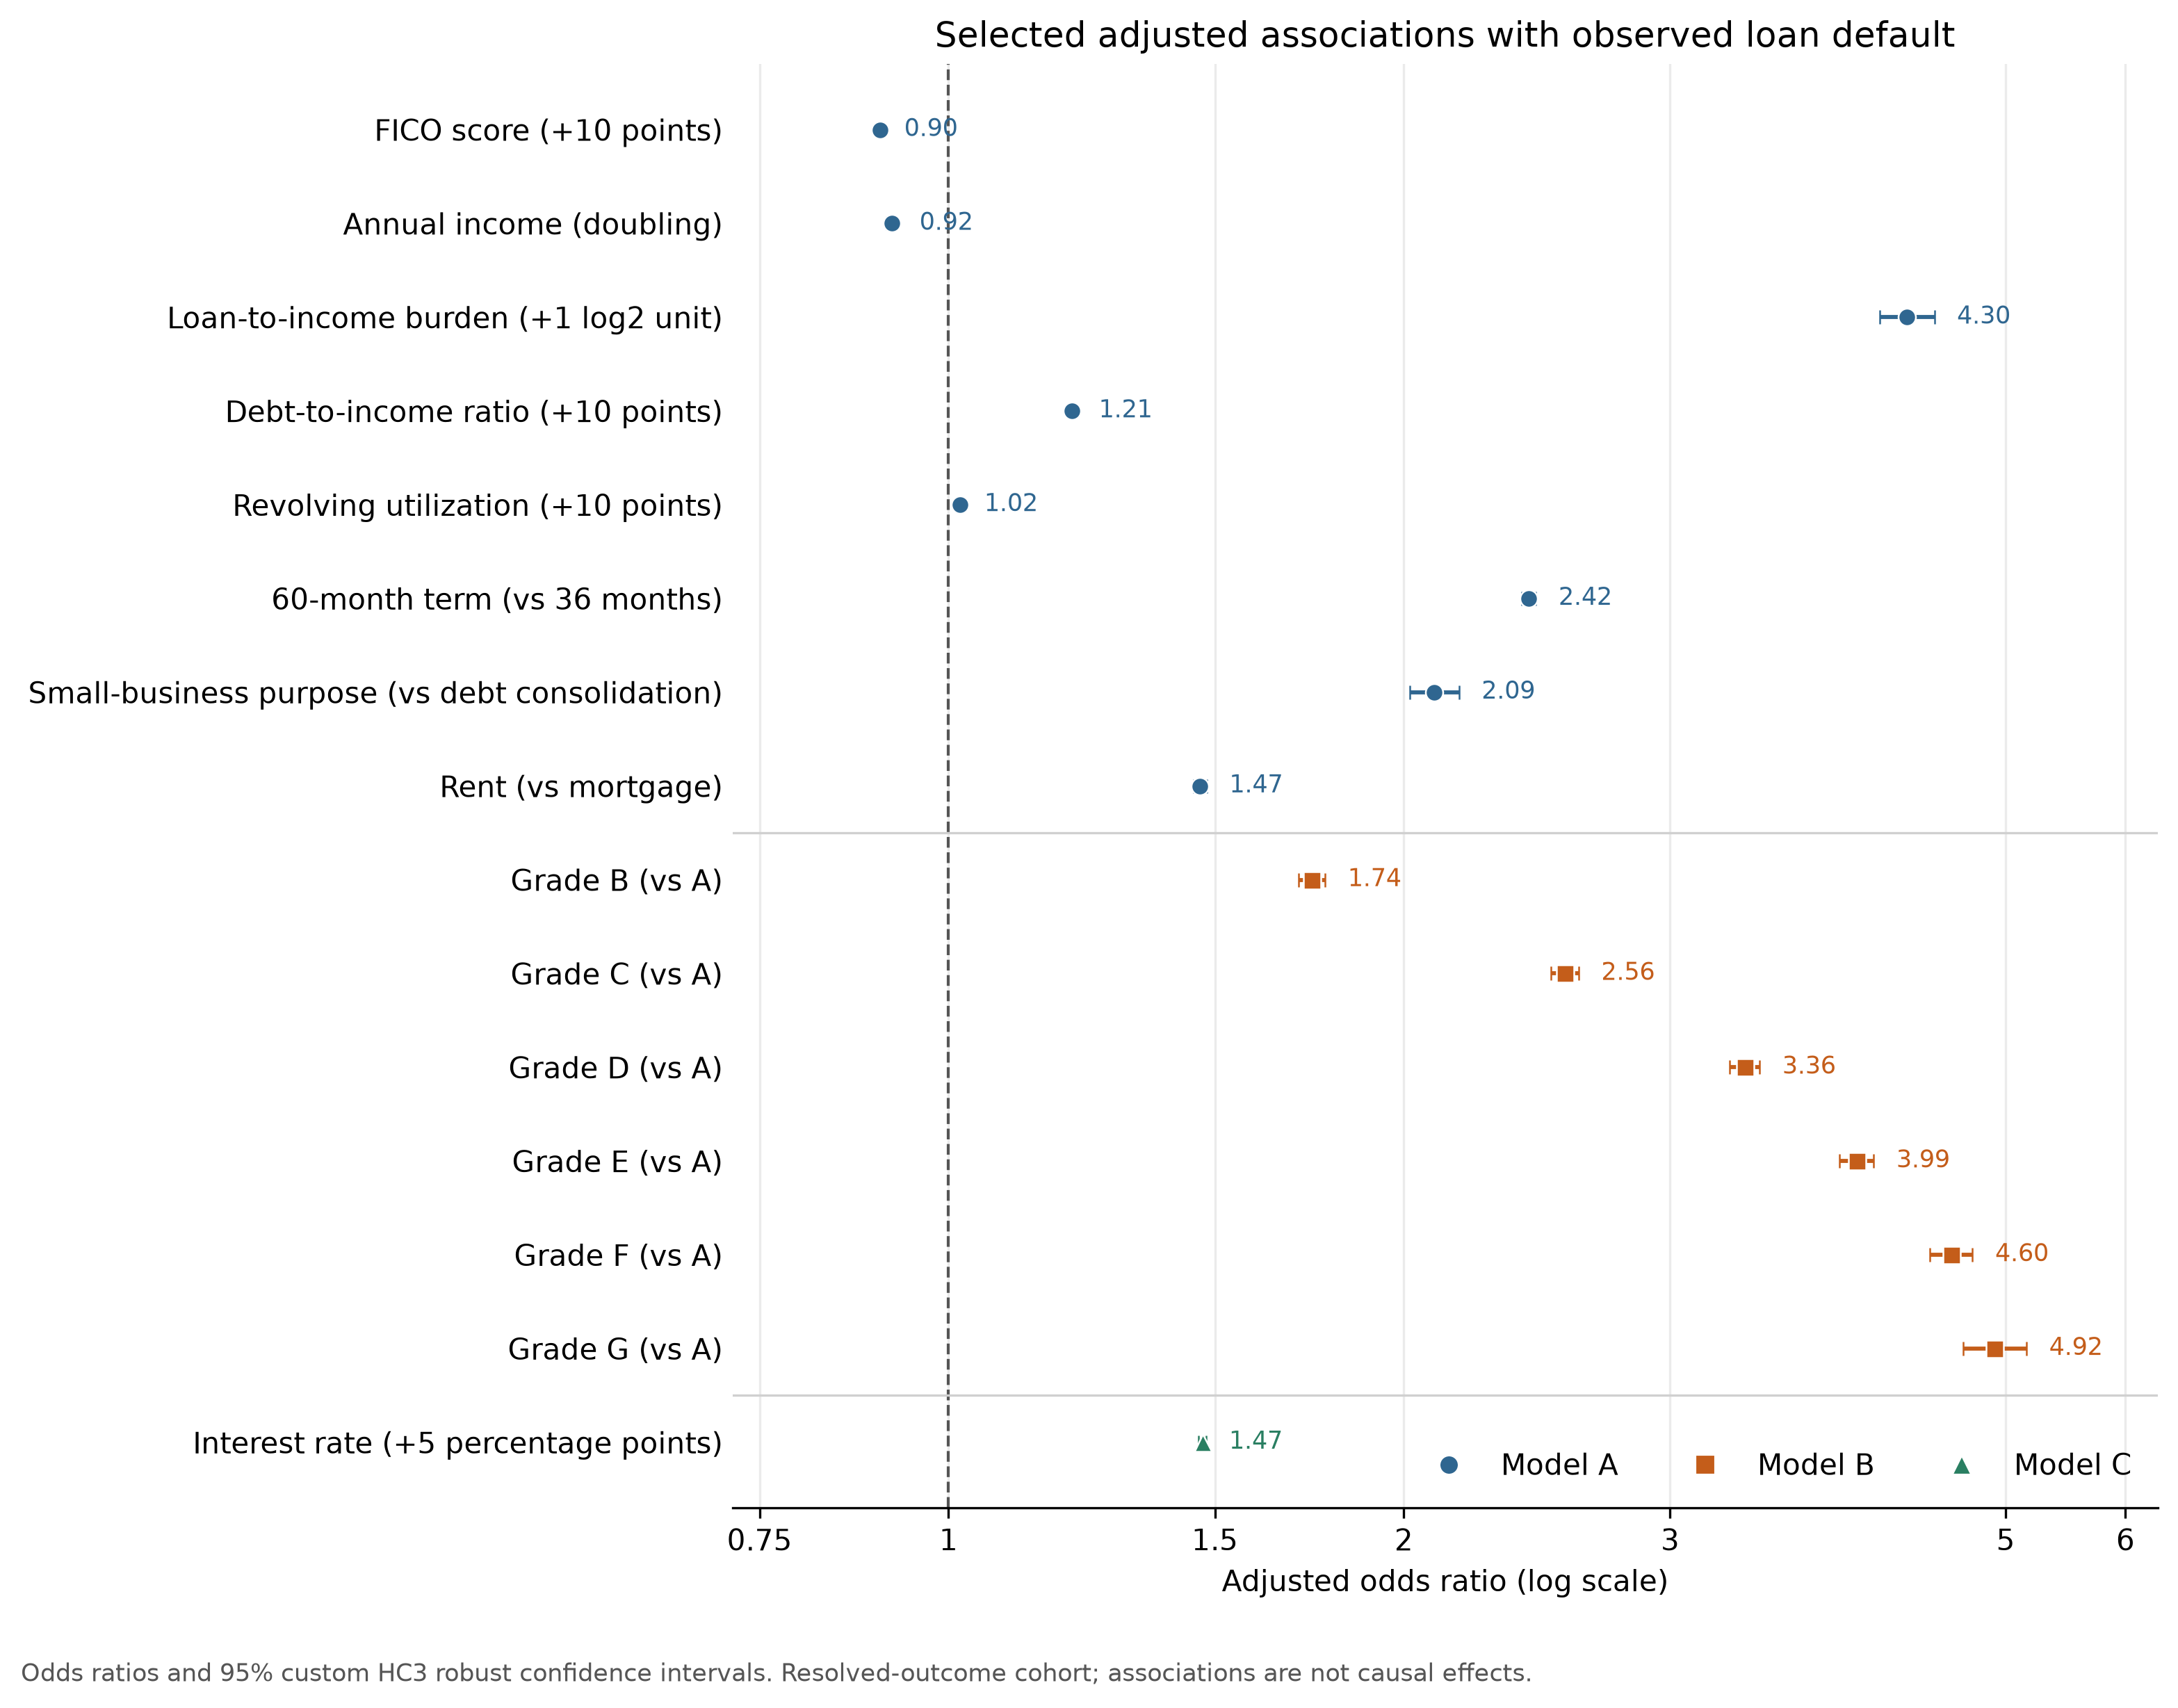 Selected adjusted associations with observed loan default
FICO score (+10 points) 0.90
Annual income (doubling) 0.92
Loan-to-income burden (+1 log2 unit) 4.30
Debt-to-income ratio (+10 points) 1.21
Revolving utilization (+10 points) 1.02
60-month term (vs 36 months) 2.42
Small-business purpose (vs debt consolidation) 2.09
Rent (vs mortgage) 1.47
Grade B (vs A) 1.74
Grade C (vs A) 2.56
Grade D (vs A) 3.36
Grade E (vs A) 3.99
Grade F (vs A) 4.60
Grade G (vs A) 4.92
Interest rate (+5 percentage points) 1.47
Model A Model B Model C
0.75 1 1.5 2 3 5 6
Adjusted odds ratio (log scale)
Odds ratios and 95% custom HC3 robust confidence intervals. Resolved-outcome cohort; associations are not causal effects.